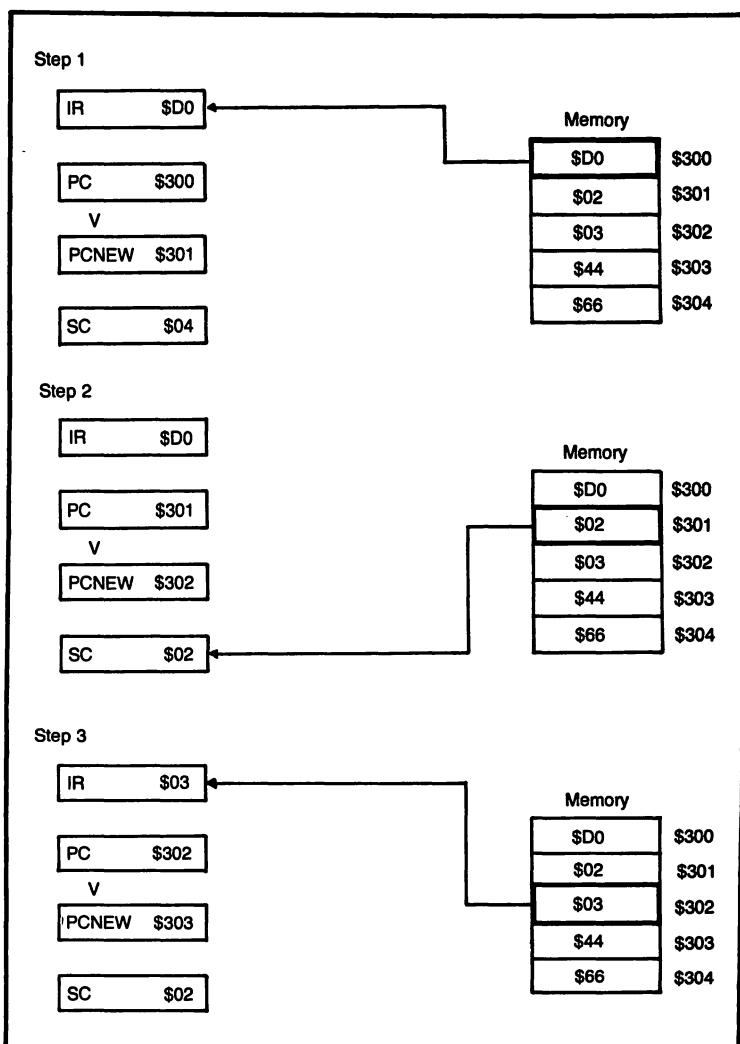 Step 1
IR $D0
PC $300
V
PCNEW $301
SC $04
Memory
$D0 $300
$02 $301
$03 $302
$44 $303
$66 $304
Step 2
IR $D0
PC $301
V
PCNEW $302
SC $02
Memory
$D0 $300
$02 $301
$03 $302
$44 $303
$66 $304
Step 3
IR $03
PC $302
V
PCNEW $303
SC $02
Memory
$D0 $300
$02 $301
$03 $302
$44 $303
$66 $304